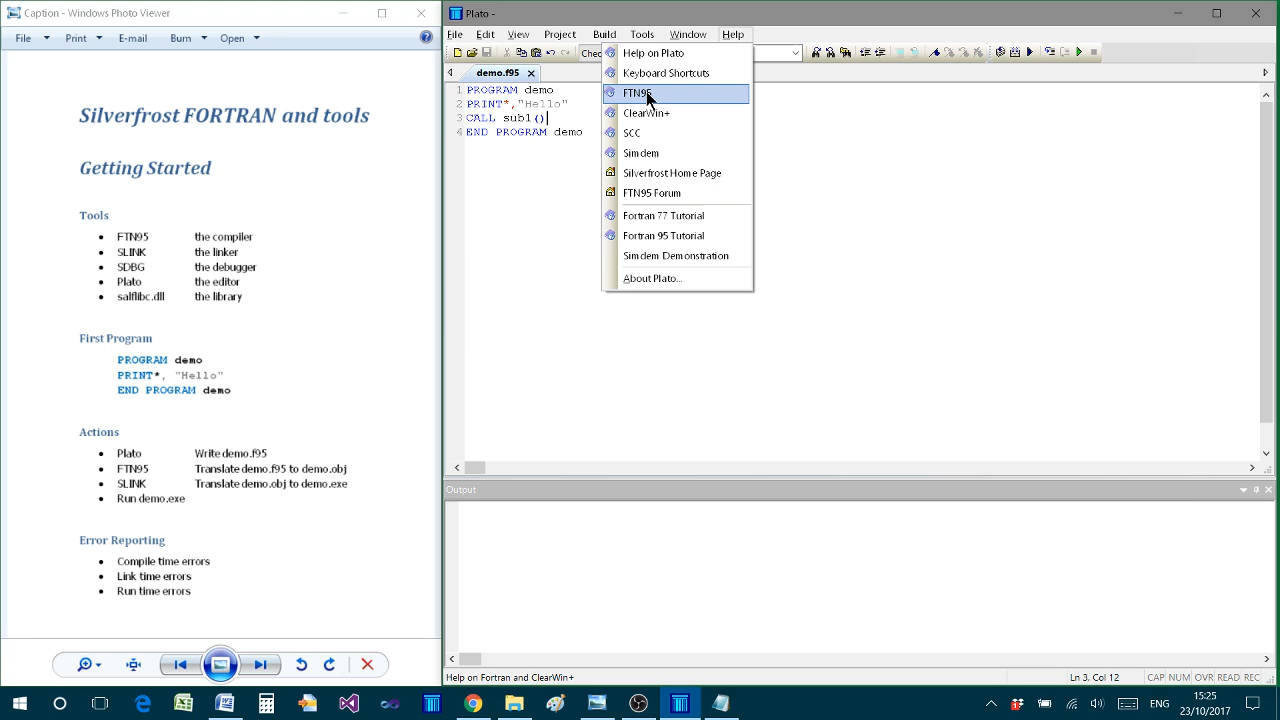 Caption - Windows Photo Viewer
File Print E-mail Burn Open
Silverfrost FORTRAN and tools
Getting Started
Tools
• FTN95 the compiler
• SLINK the linker
• SDBG the debugger
• Plato the editor
• salflibc.dll the library
First Program
PROGRAM demo
PRINT*, "Hello"
END PROGRAM demo
Actions
• Plato Write demo.f95
• FTN95 Translate demo.f95 to demo.obj
• SLINK Translate demo.obj to demo.exe
• Run demo.exe
Error Reporting
• Compile time errors
• Link time errors
• Run time errors
Plato -
File Edit View Project Build Tools Window Help
demo.f95
1 PROGRAM demo
2 PRINT*,"Hello"
3 CALL sub1()
4 END PROGRAM demo
Help on Plato
Keyboard Shortcuts
FTN95
ClearWin+
SCC
Simdem
Silverfrost Home Page
FTN95 Forum
Fortran 77 Tutorial
Fortran 95 Tutorial
Simdem Demonstration
About Plato...
Output
Help on Fortran and ClearWin+
Ln 3, Col 12 CAP NUM OVR READ REC
ENG
15:25
23/10/2017